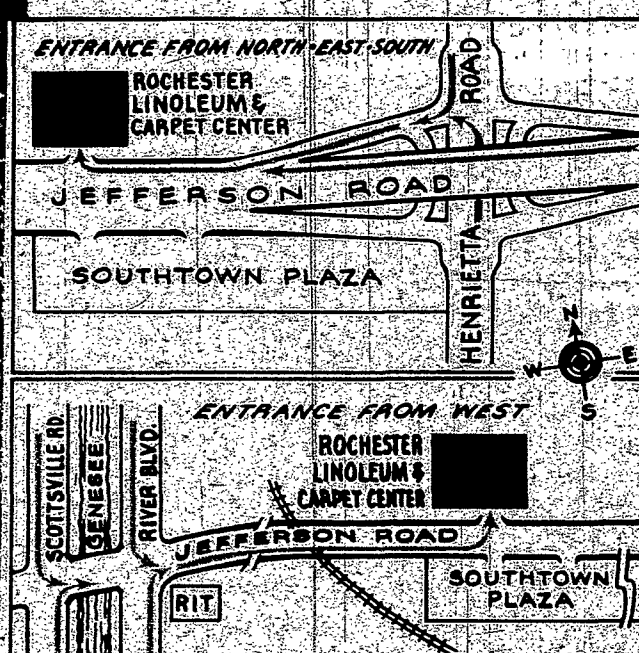 ENTRANCE FROM NORTH-EAST-SOUTH
ROCHESTER
LINOLEUM &
CARPET CENTER
ROAD
JEFFERSON ROAD
HENRIETTA
SOUTHTOWN PLAZA
N
W E
S
ENTRANCE FROM WEST
ROCHESTER
LINOLEUM &
CARPET CENTER
SCOTTSVILLE RD
GENESEE
RIVER BLVD.
JEFFERSON ROAD
RIT
SOUTHTOWN
PLAZA